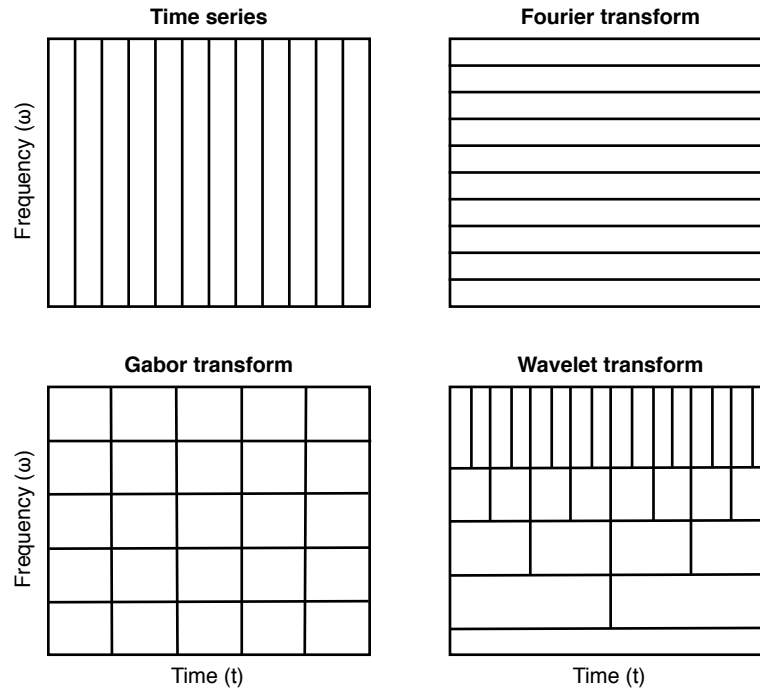 Time series
Fourier transform
Frequency (ω)
Gabor transform
Wavelet transform
Frequency (ω)
Time (t)
Time (t)